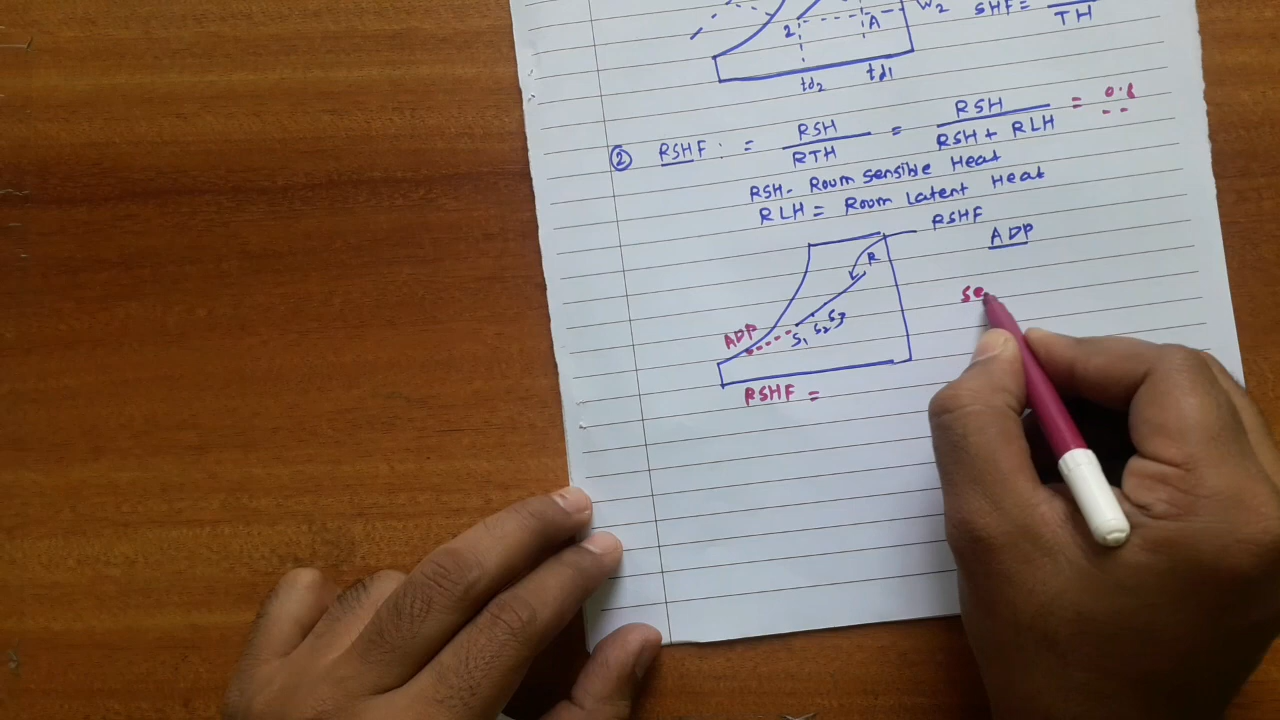 2 A W2 SHF =
TH
td2 td1
② RSHF : = RSH / RTH = RSH / RSH + RLH = 0.8
RSH - Room Sensible Heat
RLH = Room Latent Heat
RSHF
ADP
R
Se
ADP
S1 S2 S3
RSHF =